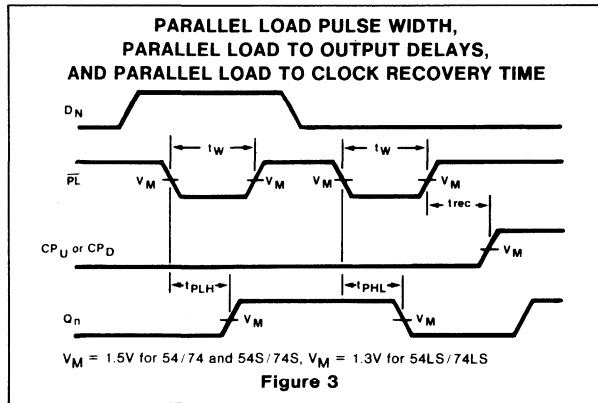 PARALLEL LOAD PULSE WIDTH,
PARALLEL LOAD TO OUTPUT DELAYS,
AND PARALLEL LOAD TO CLOCK RECOVERY TIME
DN
tW
tW
PL
VM
VM
VM
VM
trec
CPU or CPD
VM
tPLH
tPHL
Qn
VM
VM
VM = 1.5V for 54/74 and 54S/74S, VM = 1.3V for 54LS/74LS
Figure 3